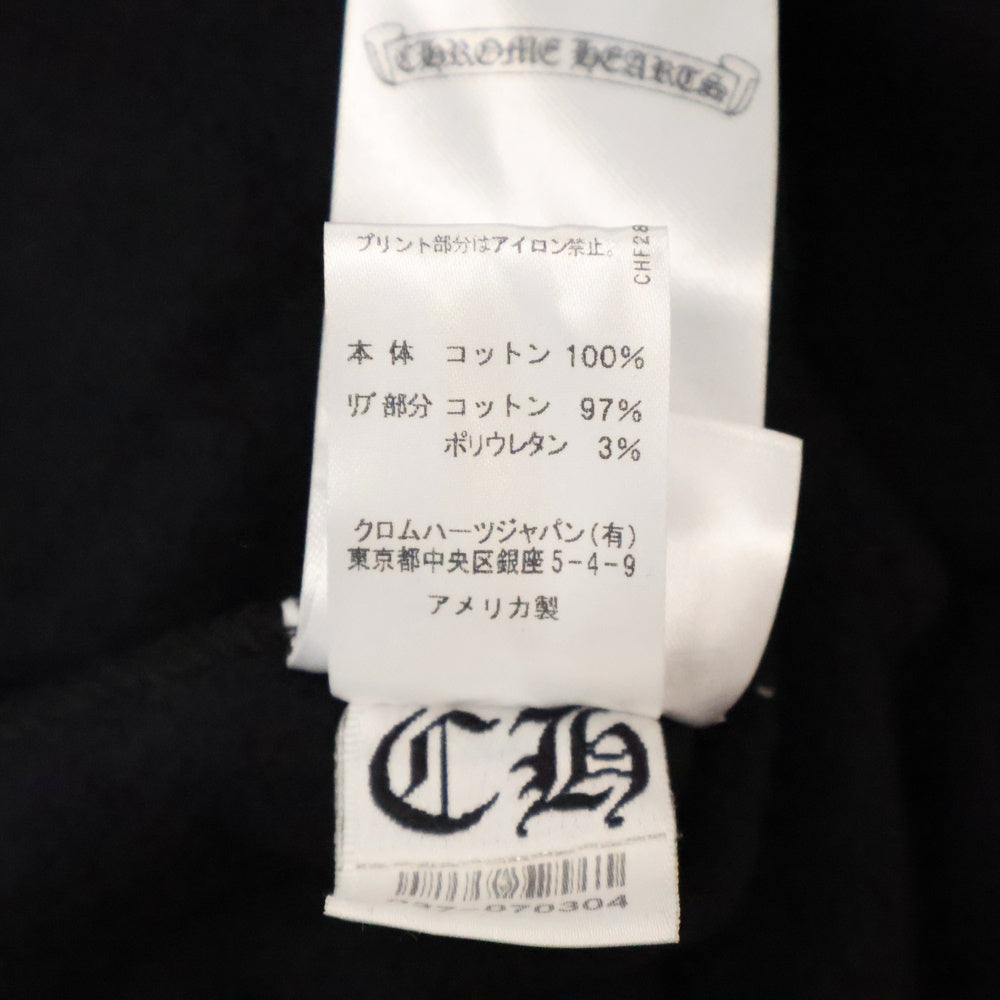 CHROME HEARTS
プリント部分はアイロン禁止。
CHF28
本 体 コットン 100%
リブ部分 コットン 97%
ポリウレタン 3%
クロムハーツジャパン(有)
東京都中央区銀座5-4-9
アメリカ製
CH